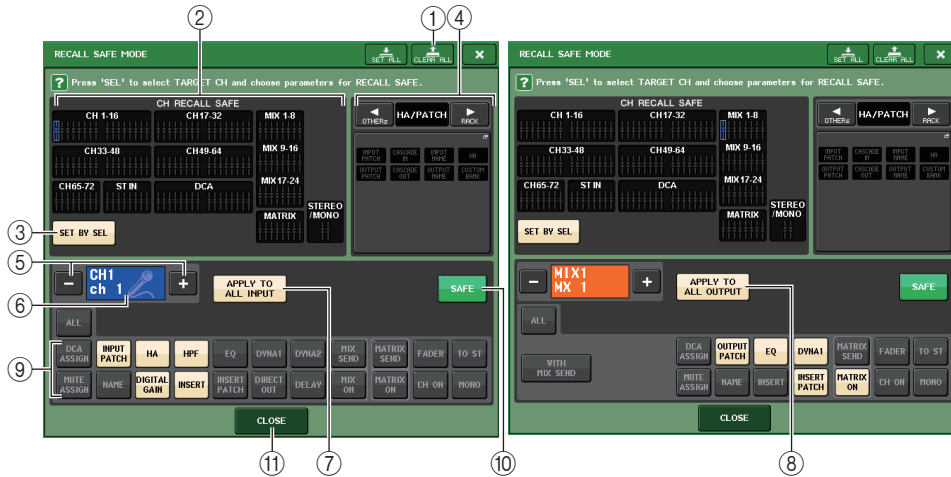 ① ② ④
RECALL SAFE MODE
SET ALL
CLEAR ALL
Press 'SEL' to select TARGET CH and choose parameters for RECALL SAFE.
CH RECALL SAFE
CH 1-16
CH17-32
MIX 1-8
CH33-48
CH49-64
MIX 9-16
CH65-72
ST IN
DCA
MIX17-24
STEREO
/MONO
MATRIX
OTHERs
HA/PATCH
RACK
INPUT
PATCH
CASCADE
IN
INPUT
NAME
HA
OUTPUT
PATCH
CASCADE
OUT
OUTPUT
NAME
CUSTOM
BANK
③
SET BY SEL
⑤
⑥
−
CH1
ch 1
+
APPLY TO
ALL INPUT
SAFE
ALL
⑨
DCA
ASSIGN
INPUT
PATCH
HA
HPF
EQ
DYNA1
DYNA2
MIX
SEND
MATRIX
SEND
FADER
TO ST
MUTE
ASSIGN
NAME
DIGITAL
GAIN
INSERT
INSERT
PATCH
DIRECT
OUT
DELAY
MIX
ON
MATRIX
ON
CH ON
MONO
CLOSE
⑪ ⑦ ⑩
RECALL SAFE MODE
SET ALL
CLEAR ALL
Press 'SEL' to select TARGET CH and choose parameters for RECALL SAFE.
CH RECALL SAFE
CH 1-16
CH17-32
MIX 1-8
CH33-48
CH49-64
MIX 9-16
CH65-72
ST IN
DCA
MIX17-24
STEREO
/MONO
MATRIX
OTHERs
HA/PATCH
RACK
INPUT
PATCH
CASCADE
IN
INPUT
NAME
HA
OUTPUT
PATCH
CASCADE
OUT
OUTPUT
NAME
CUSTOM
BANK
SET BY SEL
−
MIX1
MX 1
+
APPLY TO
ALL OUTPUT
SAFE
ALL
WITH
MIX SEND
DCA
ASSIGN
OUTPUT
PATCH
EQ
DYNA1
MATRIX
SEND
FADER
TO ST
MUTE
ASSIGN
NAME
INSERT
INSERT
PATCH
MATRIX
ON
CH ON
MONO
CLOSE
⑧